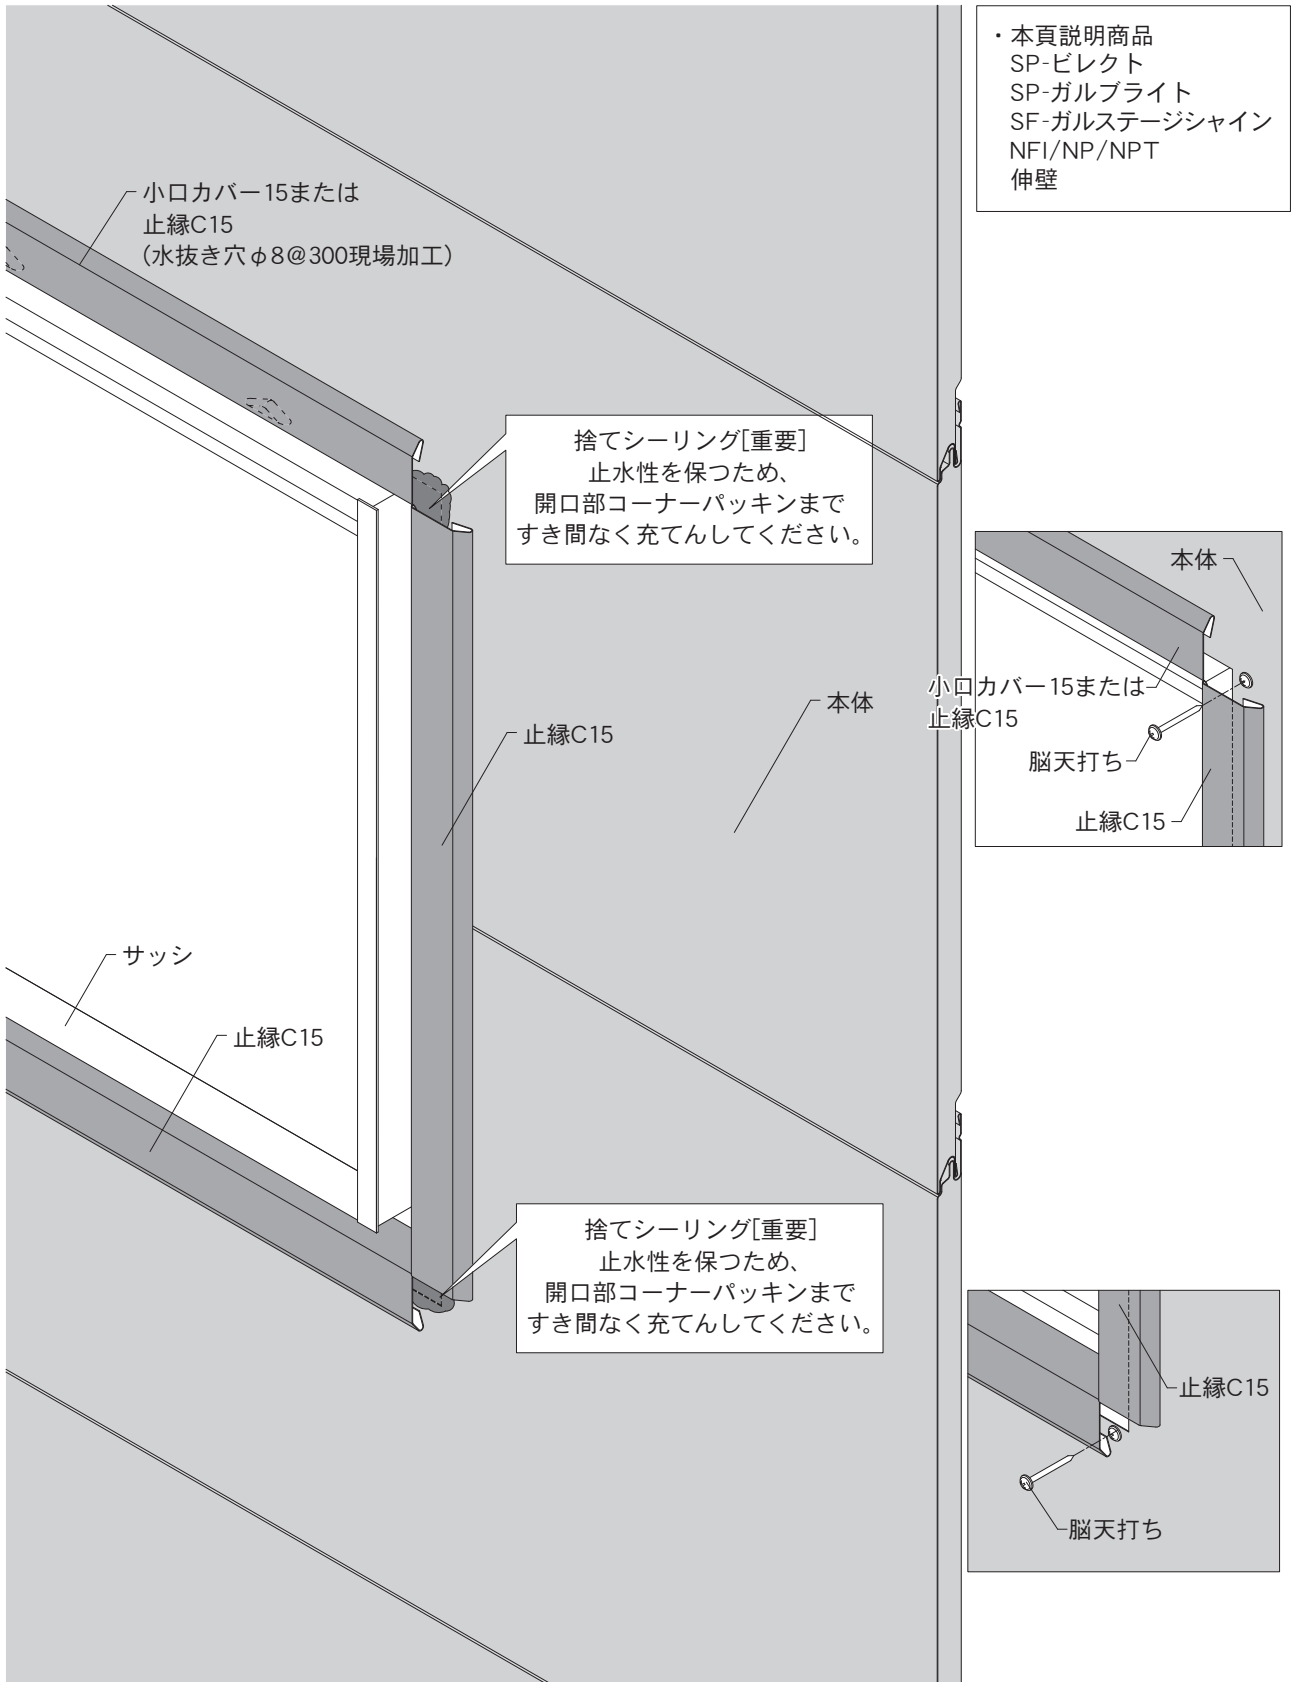 ・本頁説明商品
SP-ビレクト
SP-ガルブライト
SF-ガルステージシャイン
NFI/NP/NPT
伸壁
小口カバー15または
止縁C15
(水抜き穴φ8@300現場加工)
捨てシーリング[重要]
止水性を保つため、
開口部コーナーパッキンまで
すき間なく充てんしてください。
本体
小口カバー15または
止縁C15
脳天打ち
止縁C15
本体
止縁C15
サッシ
止縁C15
捨てシーリング[重要]
止水性を保つため、
開口部コーナーパッキンまで
すき間なく充てんしてください。
止縁C15
脳天打ち